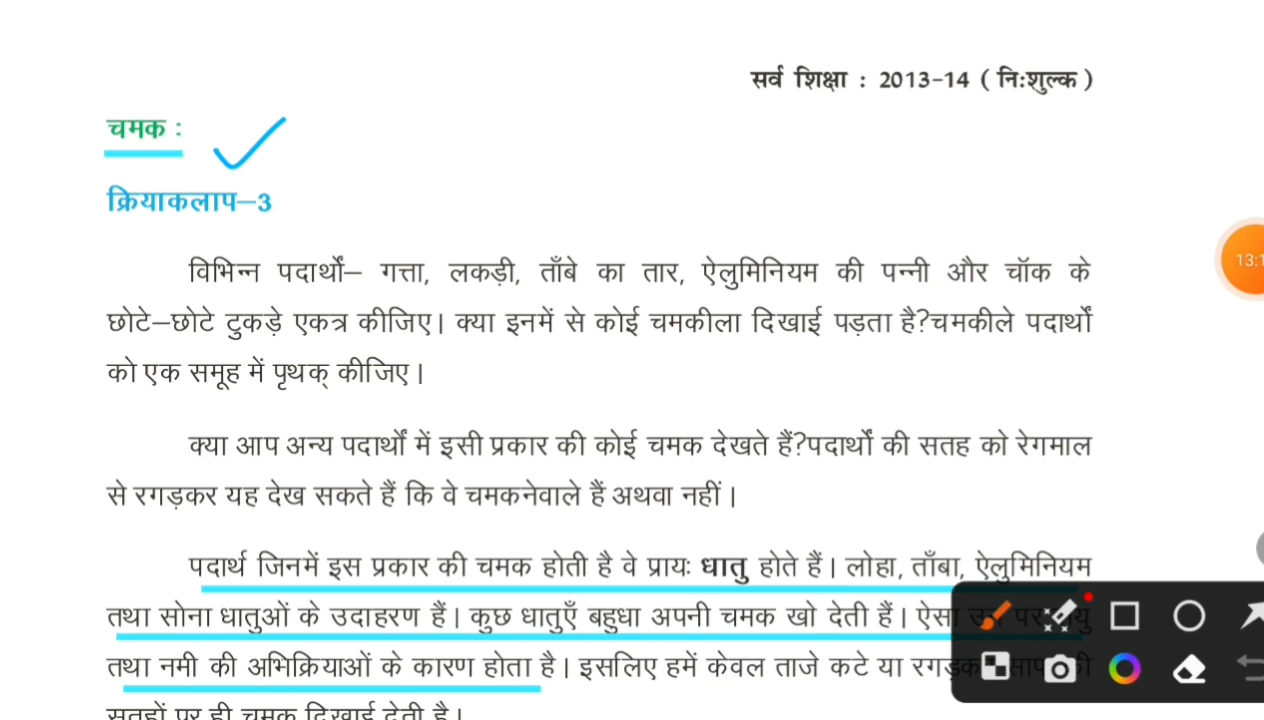 सर्व शिक्षा : 2013-14 ( निःशुल्क )
चमक :
क्रियाकलाप–3
विभिन्न पदार्थों– गत्ता, लकड़ी, ताँबे का तार, ऐलुमिनियम की पन्नी और चॉक के
छोटे–छोटे टुकड़े एकत्र कीजिए। क्या इनमें से कोई चमकीला दिखाई पड़ता है?चमकीले पदार्थों
को एक समूह में पृथक् कीजिए।
क्या आप अन्य पदार्थों में इसी प्रकार की कोई चमक देखते हैं?पदार्थों की सतह को रेगमाल
से रगड़कर यह देख सकते हैं कि वे चमकनेवाले हैं अथवा नहीं।
पदार्थ जिनमें इस प्रकार की चमक होती है वे प्रायः धातु होते हैं। लोहा, ताँबा, ऐलुमिनियम
तथा सोना धातुओं के उदाहरण हैं। कुछ धातुएँ बहुधा अपनी चमक खो देती हैं। ऐसा
तथा नमी की अभिक्रियाओं के कारण होता है। इसलिए हमें केवल ताजे कटे या
सतहों पर ही चमक दिखाई देती है।
13:1